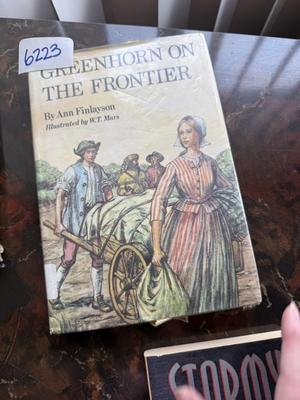 6223
GREENHORN ON
THE FRONTIER
By Ann Finlayson
Illustrated by W.T. Mars
STORMY